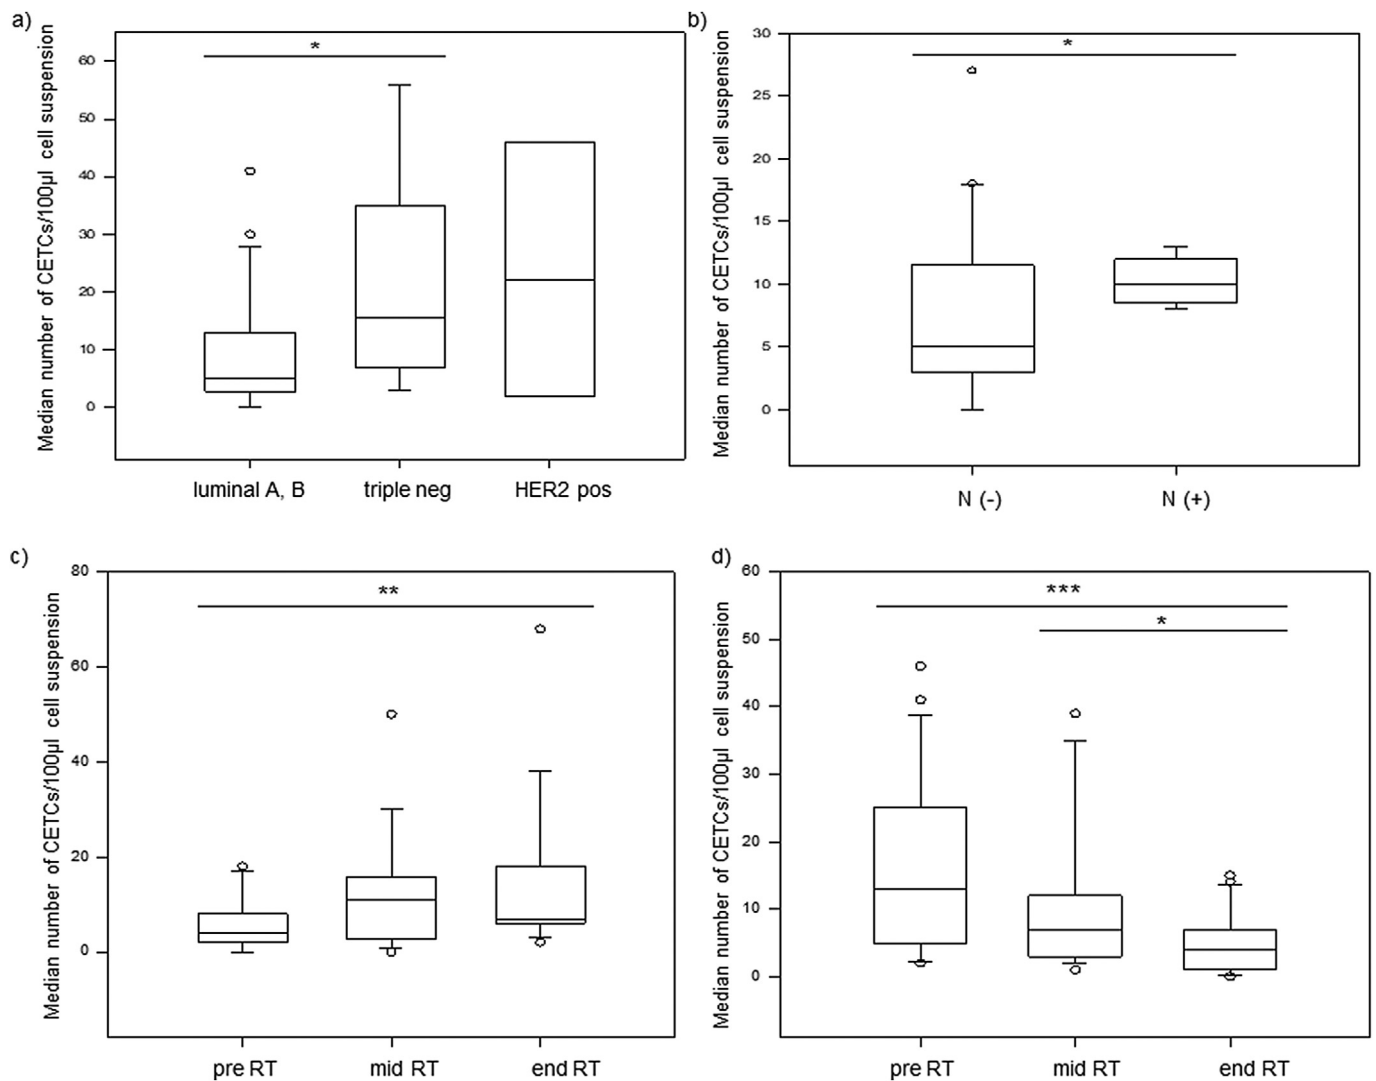 a)
Median number of CETCs/100µl cell suspension
60
50
40
30
20
10
0
*
luminal A, B triple neg HER2 pos
b)
Median number of CETCs/100µl cell suspension
30
25
20
15
10
5
0
*
N (-) N (+)
c)
Median number of CETCs/100µl cell suspension
80
60
40
20
0
**
pre RT mid RT end RT
d)
Median number of CETCs/100µl cell suspension
60
50
40
30
20
10
0
***
*
pre RT mid RT end RT